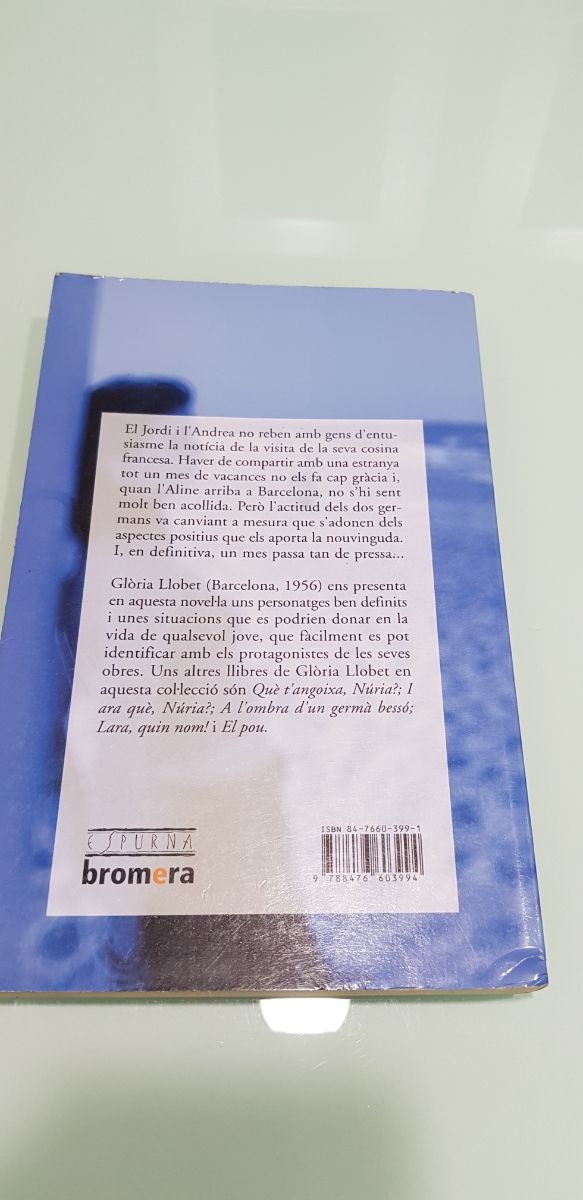 El Jordi i l'Andrea no reben amb gens d'entu-
siasme la notícia de la visita de la seva cosina
francesa. Haver de compartir amb una estranya
tot un mes de vacances no els fa cap gràcia i,
quan l'Aline arriba a Barcelona, no s'hi sent
molt ben acollida. Però l'actitud dels dos ger-
mans va canviant a mesura que s'adonen dels
aspectes positius que els aporta la nouvinguda.
I, en definitiva, un mes passa tan de pressa...
Glòria Llobet (Barcelona, 1956) ens presenta
en aquesta novel·la uns personatges ben definits
i unes situacions que es podrien donar en la
vida de qualsevol jove, que fàcilment es pot
identificar amb els protagonistes de les seves
obres. Uns altres llibres de Glòria Llobet en
aquesta col·lecció són Què t'angoixa, Núria?; I
ara què, Núria?; A l'ombra d'un germà bessó;
Lara, quin nom! i El pou.
ESPURNA
bromera
ISBN 84-7660-399-1
9 788476 603994